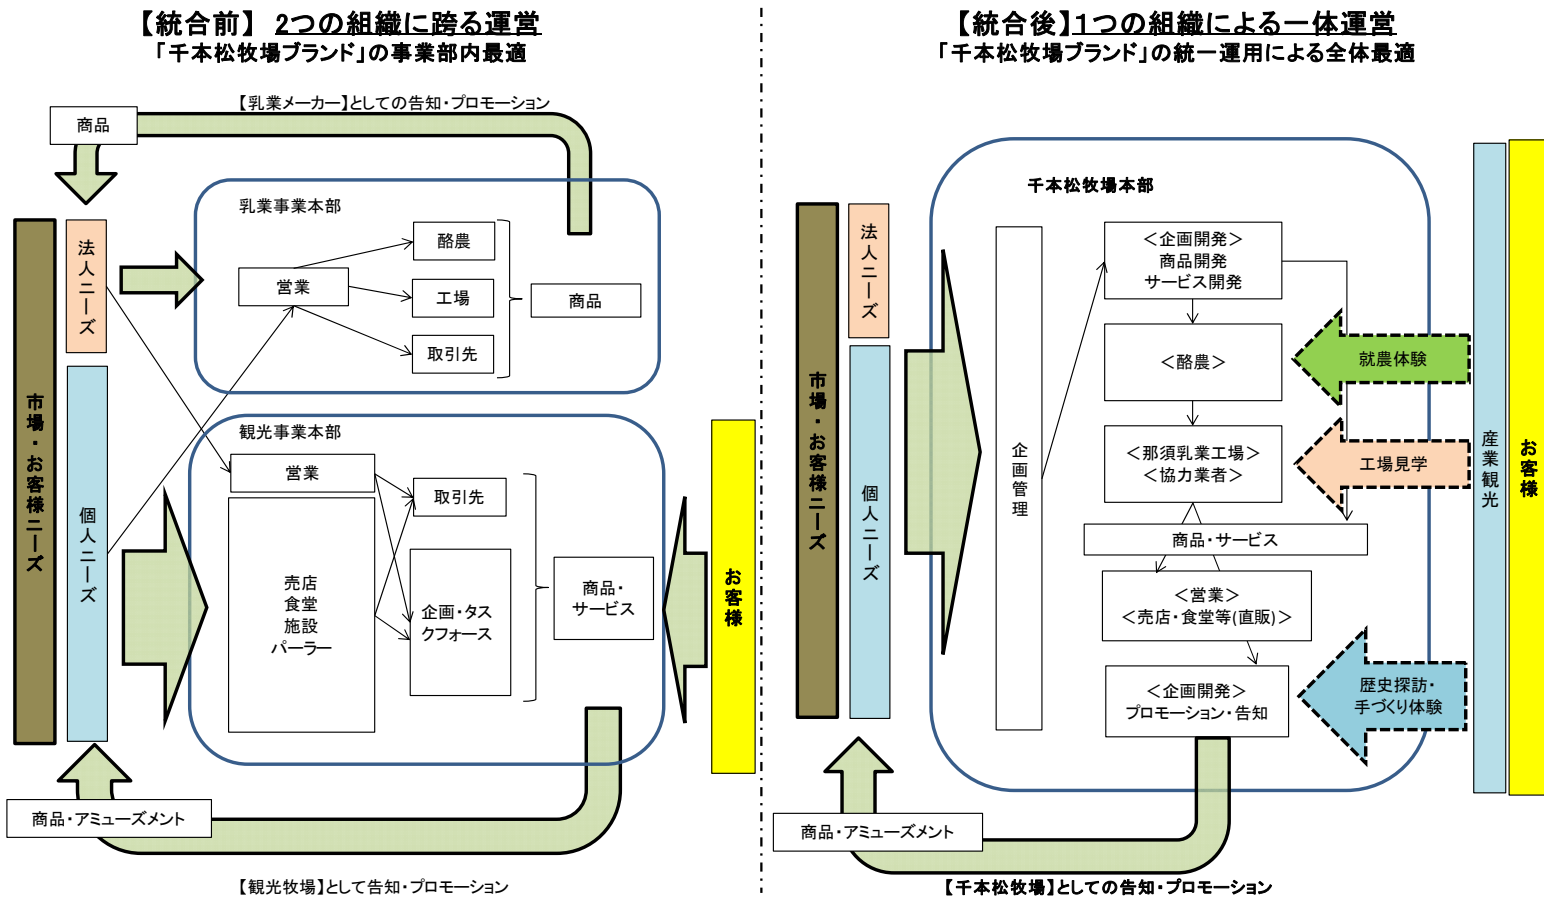 【統合前】 2つの組織に跨る運営
「千本松牧場ブランド」の事業部内最適
【乳業メーカー】としての告知・プロモーション
商品
乳業事業本部
市場・お客様ニーズ
法人ニーズ
個人ニーズ
営業
酪農
工場
取引先
商品
観光事業本部
営業
売店
食堂
施設
パーラー
取引先
企画・タス
クフォース
商品・
サービス
お客様
商品・アミューズメント
【観光牧場】として告知・プロモーション
【統合後】1つの組織による一体運営
「千本松牧場ブランド」の統一運用による全体最適
千本松牧場本部
市場・お客様ニーズ
法人ニーズ
個人ニーズ
企画管理
<企画開発>
商品開発
サービス開発
<酪農>
<那須乳業工場>
<協力業者>
商品・サービス
<営業>
<売店・食堂等(直販)>
<企画開発>
プロモーション・告知
就農体験
工場見学
歴史探訪・
手づくり体験
産業観光
お客様
商品・アミューズメント
【千本松牧場】としての告知・プロモーション